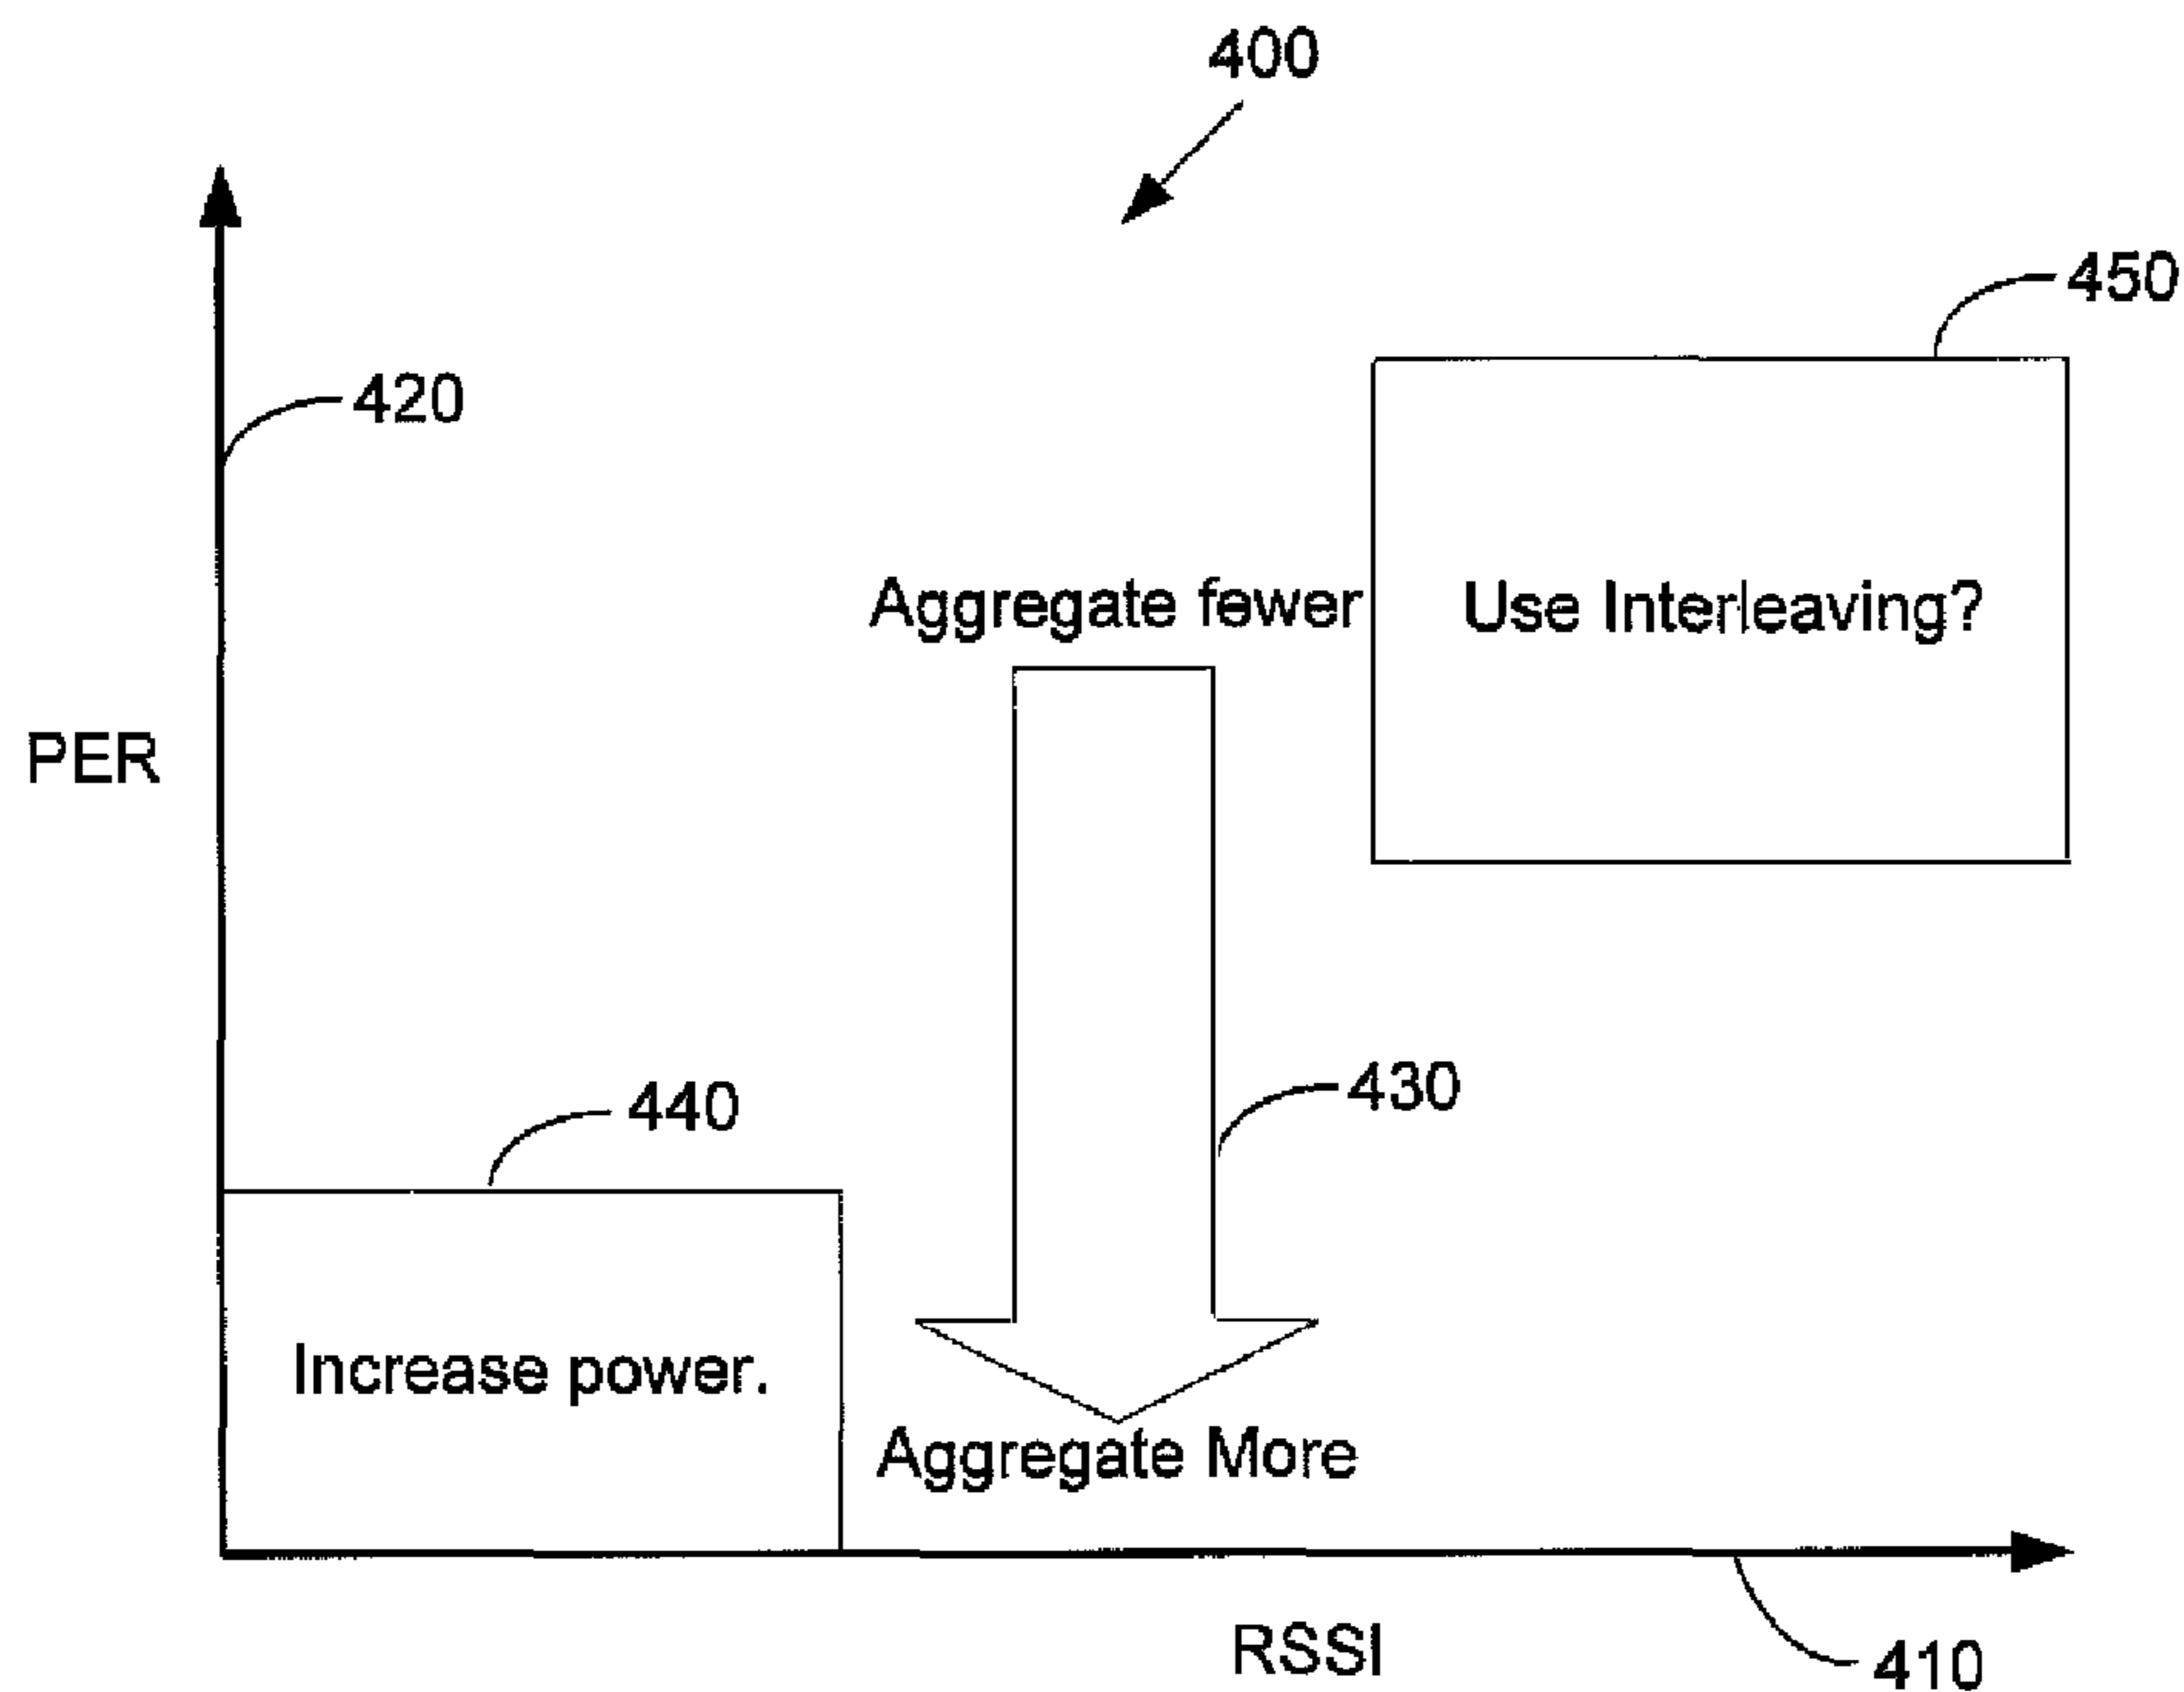 400
450
420
Aggregate fewer
Use Interleaving?
PER
430
440
Increase power.
Aggregate More
RSSI
410